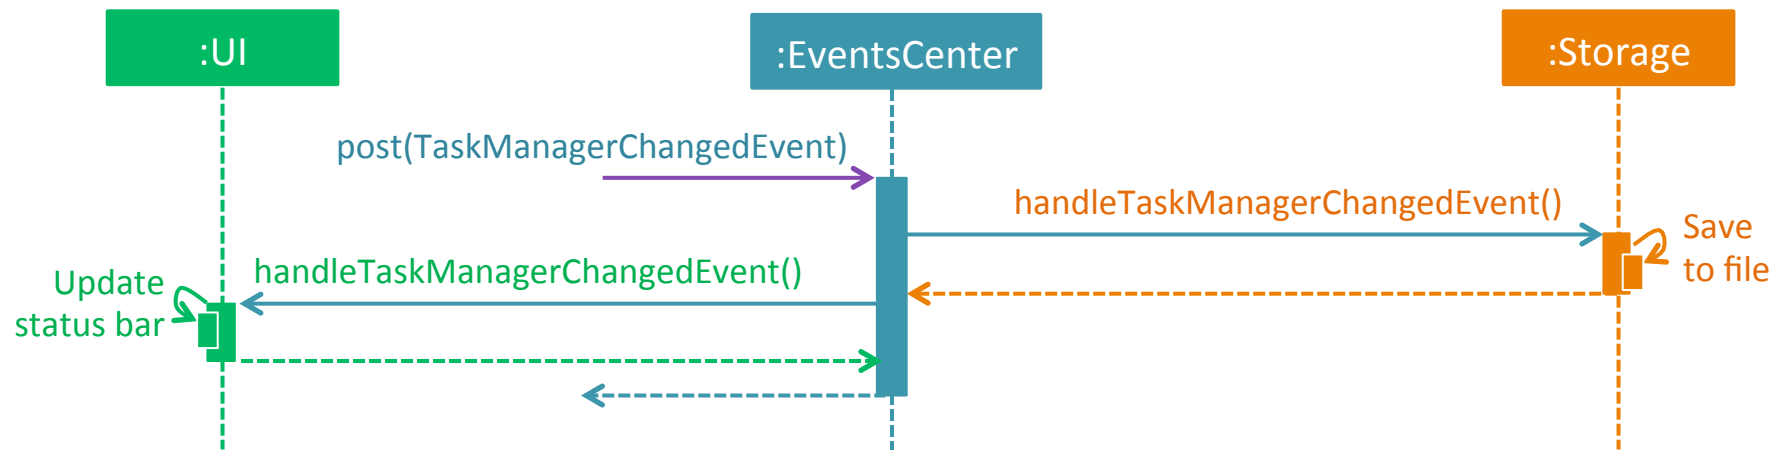 :UI
:EventsCenter
:Storage
post(TaskManagerChangedEvent)
handleTaskManagerChangedEvent()
Save
to file
handleTaskManagerChangedEvent()
Update
status bar